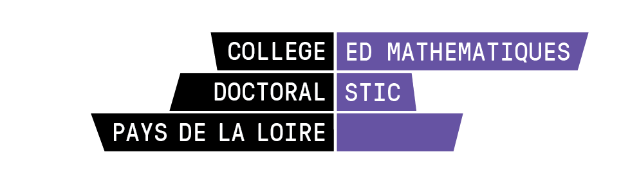 COLLEGE ED MATHEMATIQUES
DOCTORAL STIC
PAYS DE LA LOIRE